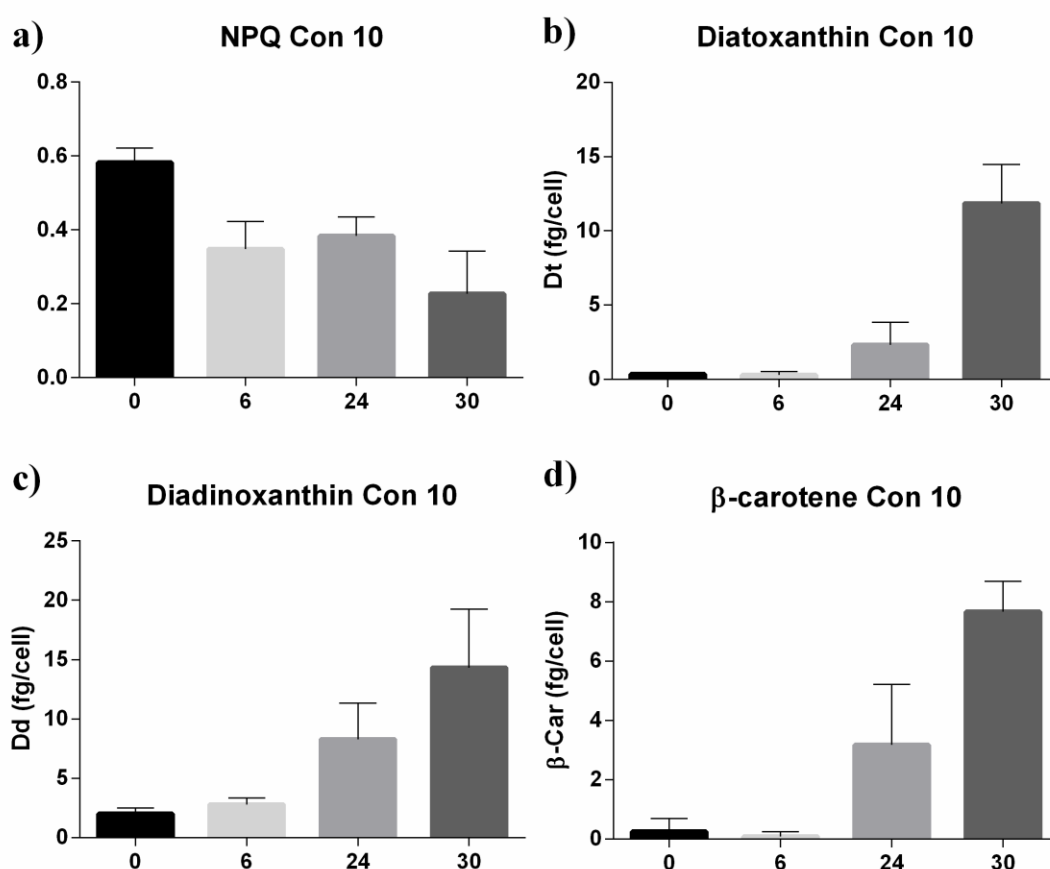 a)
NPQ Con 10
0.8
0.6
0.4
0.2
0.0
0 6 24 30
b)
Diatoxanthin Con 10
Dt (fg/cell)
20
15
10
5
0
0 6 24 30
c)
Diadinoxanthin Con 10
Dd (fg/cell)
25
20
15
10
5
0
0 6 24 30
d)
β-carotene Con 10
β-Car (fg/cell)
10
8
6
4
2
0
0 6 24 30